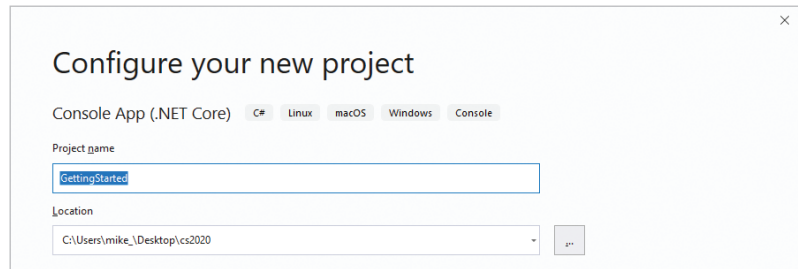 Configure your new project
Console App (.NET Core) C# Linux macOS Windows Console
Project name
GettingStarted
Location
C:\Users\mike_\Desktop\cs2020
...